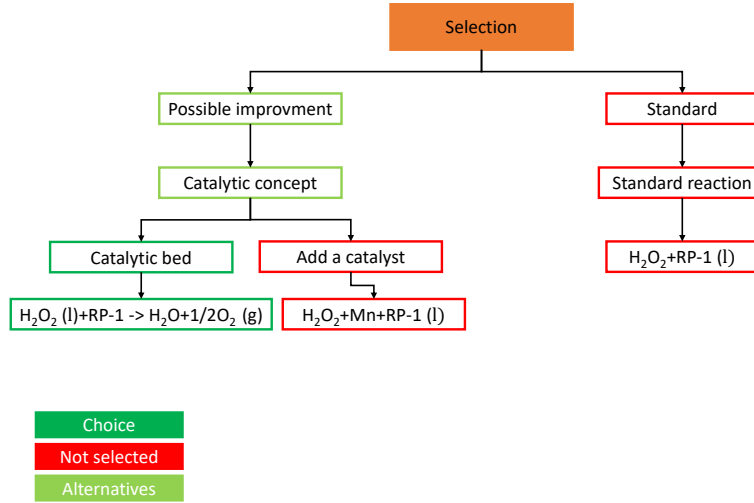 Selection
Possible improvment
Standard
Catalytic concept
Standard reaction
Catalytic bed
Add a catalyst
H₂O₂+RP-1 (l)
H₂O₂ (l)+RP-1 -> H₂O+1/2O₂ (g)
H₂O₂+Mn+RP-1 (l)
Choice
Not selected
Alternatives